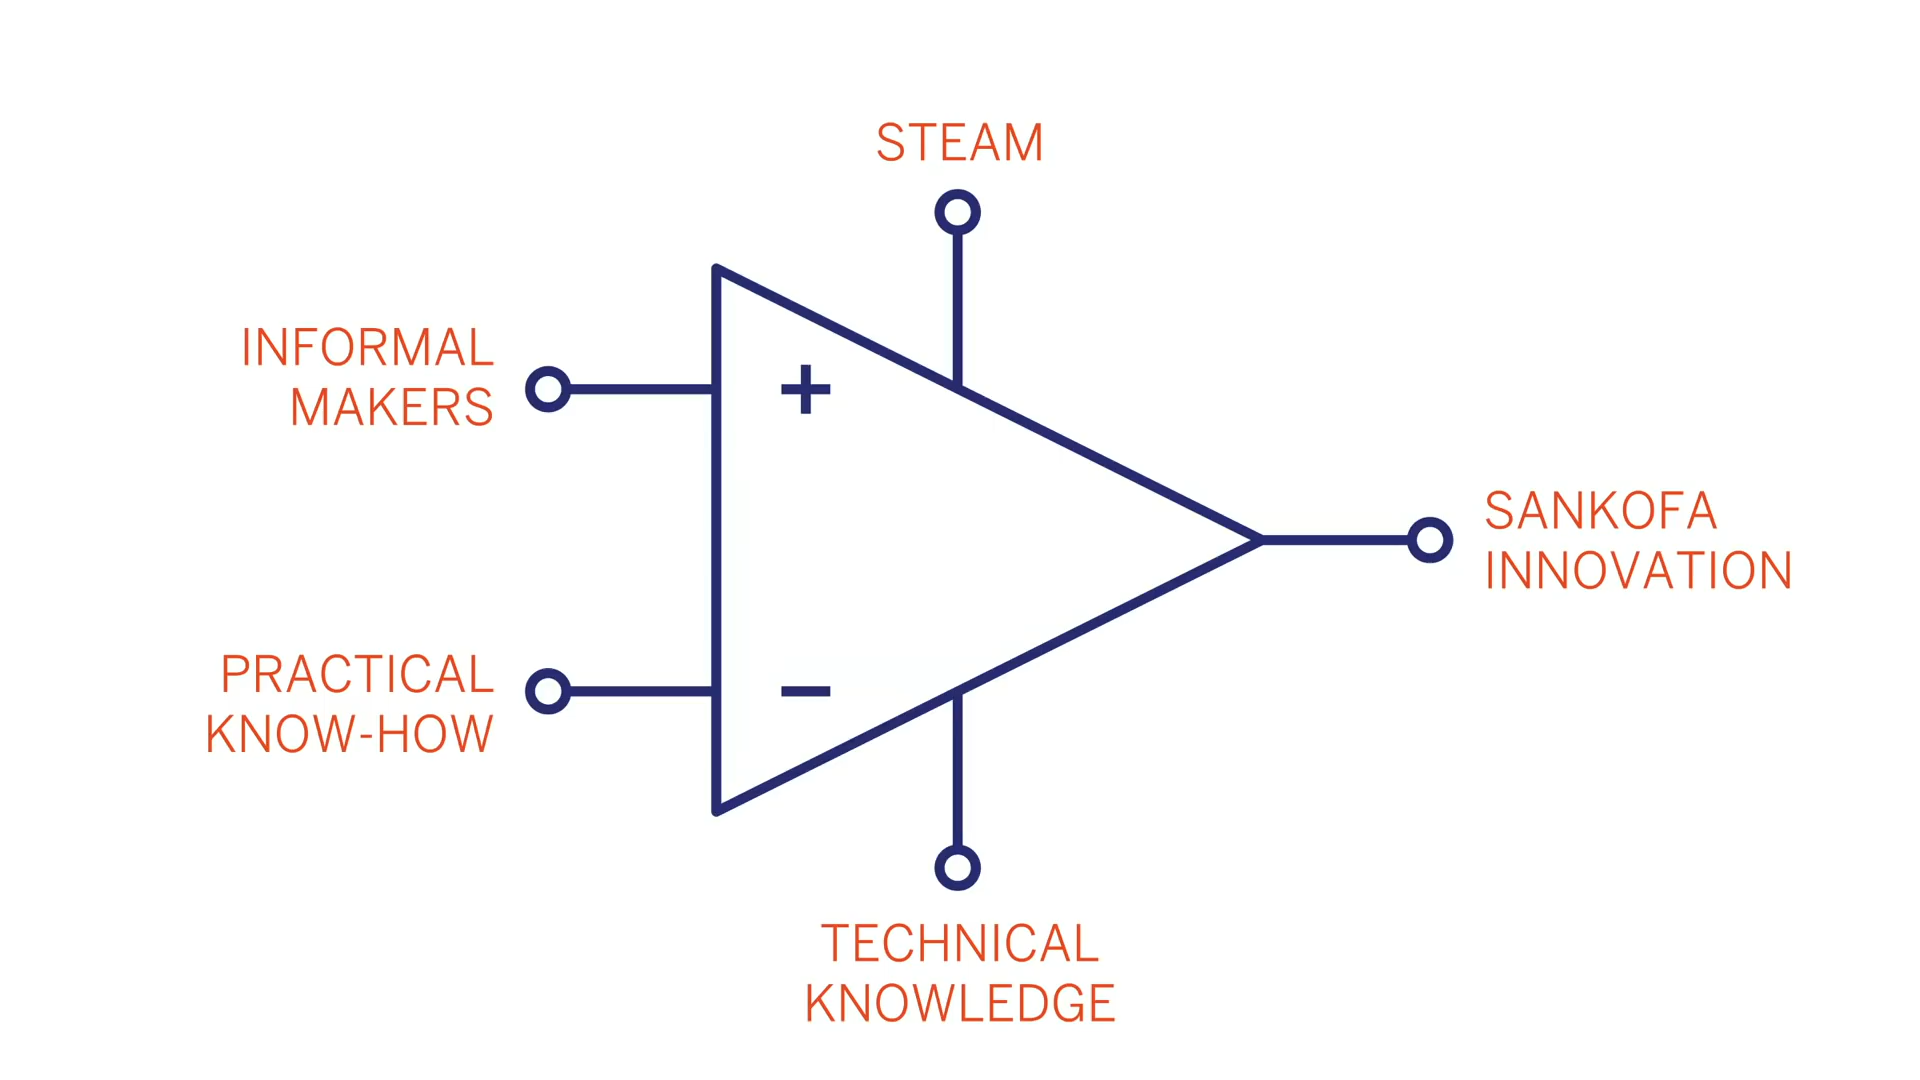 STEAM
INFORMAL
MAKERS
+
SANKOFA
INNOVATION
PRACTICAL
KNOW-HOW
−
TECHNICAL
KNOWLEDGE